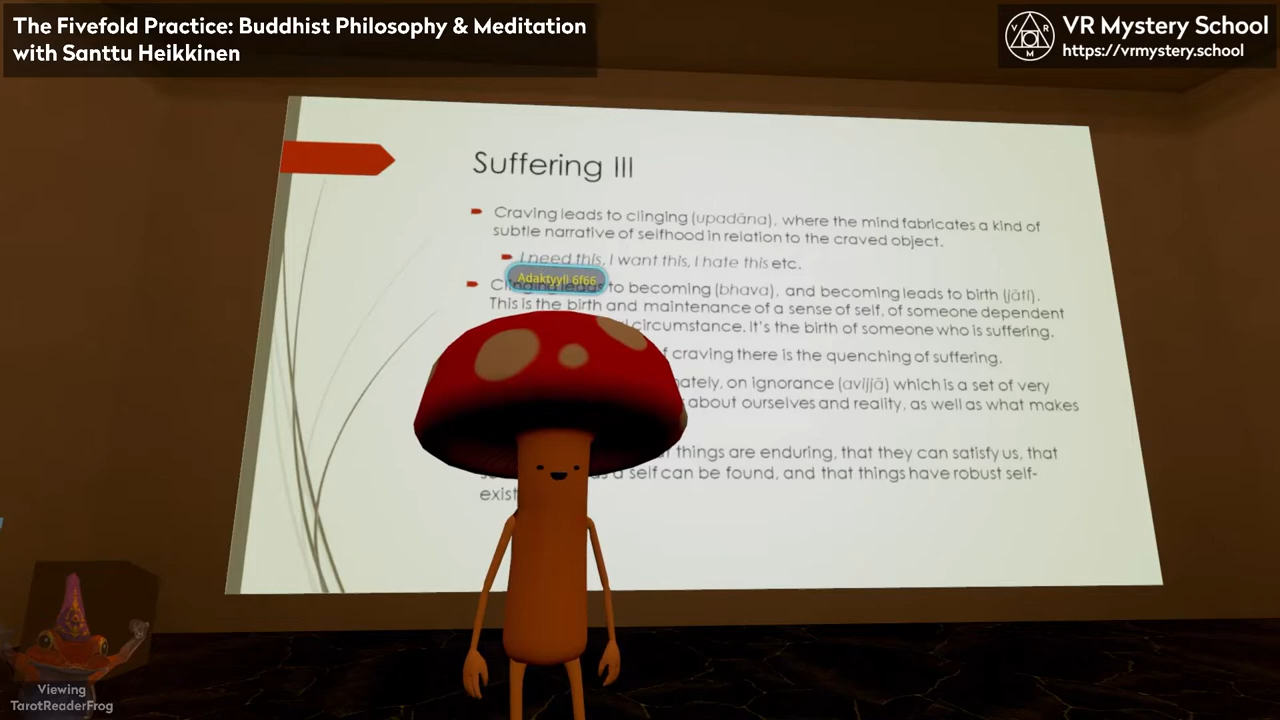 The Fivefold Practice: Buddhist Philosophy & Meditation
with Santtu Heikkinen
VR Mystery School
https://vrmystery.school
V R
M
Suffering III
Craving leads to clinging (upadāna), where the mind fabricates a kind of
subtle narrative of selfhood in relation to the craved object.
I need this, I want this, I hate this etc.
Adaktyyli 6f66
to becoming (bhava), and becoming leads to birth (jāti).
This is the birth and maintenance of a sense of self, of someone dependent
circumstance. It's the birth of someone who is suffering.
craving there is the quenching of suffering.
on ignorance (avijjā) which is a set of very
about ourselves and reality, as well as what makes
things are enduring, that they can satisfy us, that
a self can be found, and that things have robust self-
Viewing
TarotReaderFrog